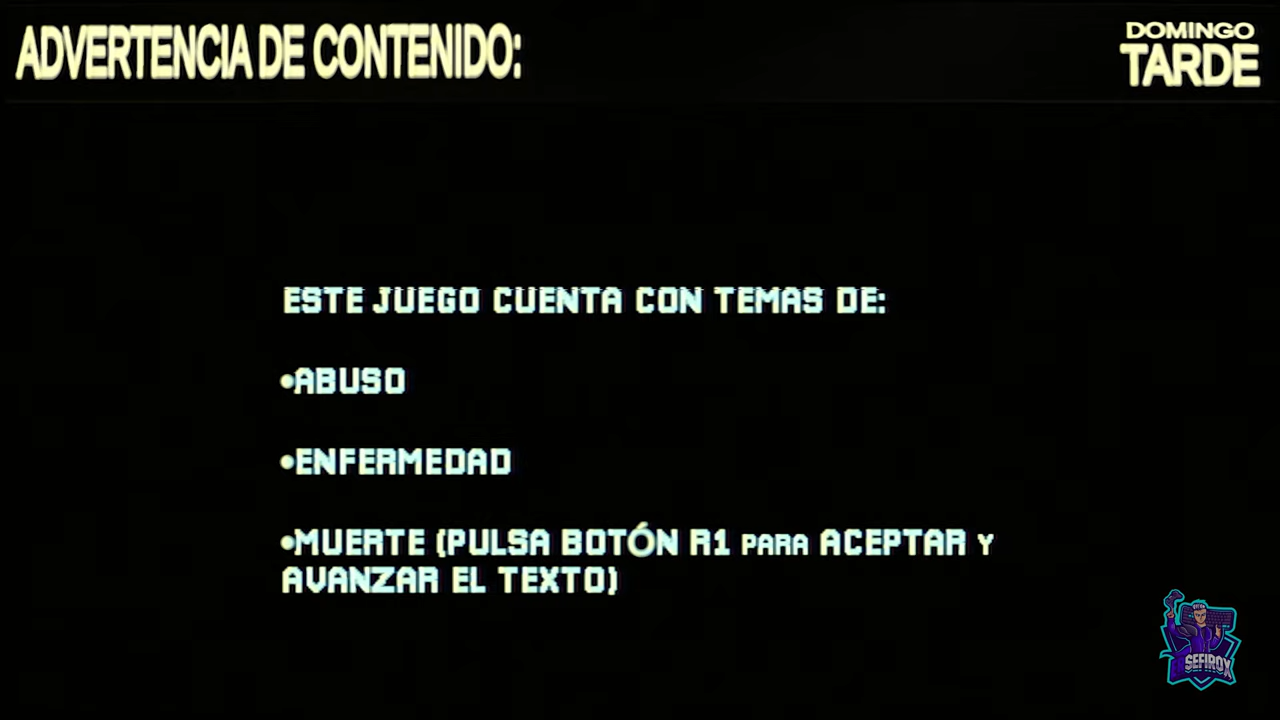 ADVERTENCIA DE CONTENIDO:
DOMINGO
TARDE
ESTE JUEGO CUENTA CON TEMAS DE:
•ABUSO
•ENFERMEDAD
•MUERTE (PULSA BOTÓN R1 PARA ACEPTAR Y
AVANZAR EL TEXTO)
SEFIROX